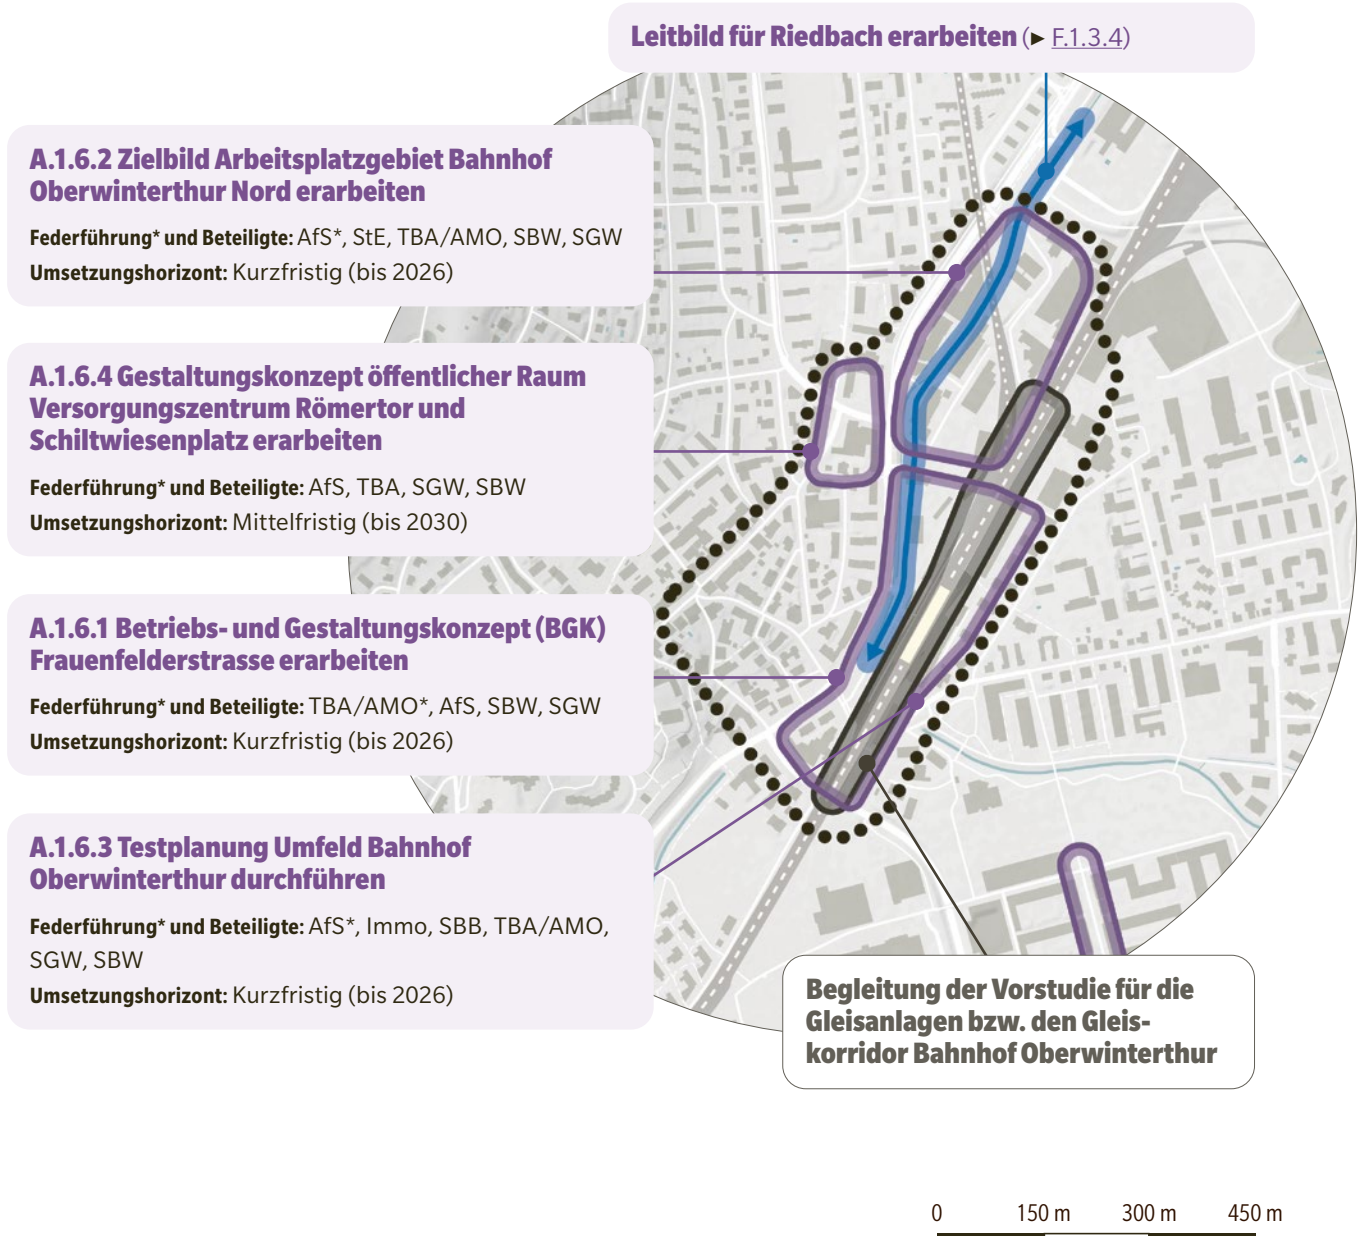 Leitbild für Riedbach erarbeiten (► F.1.3.4)
A.1.6.2 Zielbild Arbeitsplatzgebiet Bahnhof
Oberwinterthur Nord erarbeiten
Federführung* und Beteiligte: AfS*, StE, TBA/AMO, SBW, SGW
Umsetzungshorizont: Kurzfristig (bis 2026)
A.1.6.4 Gestaltungskonzept öffentlicher Raum
Versorgungszentrum Römertor und
Schiltwiesenplatz erarbeiten
Federführung* und Beteiligte: AfS, TBA, SGW, SBW
Umsetzungshorizont: Mittelfristig (bis 2030)
A.1.6.1 Betriebs- und Gestaltungskonzept (BGK)
Frauenfelderstrasse erarbeiten
Federführung* und Beteiligte: TBA/AMO*, AfS, SBW, SGW
Umsetzungshorizont: Kurzfristig (bis 2026)
A.1.6.3 Testplanung Umfeld Bahnhof
Oberwinterthur durchführen
Federführung* und Beteiligte: AfS*, Immo, SBB, TBA/AMO,
SGW, SBW
Umsetzungshorizont: Kurzfristig (bis 2026)
Begleitung der Vorstudie für die
Gleisanlagen bzw. den Gleis-
korridor Bahnhof Oberwinterthur
0 150 m 300 m 450 m